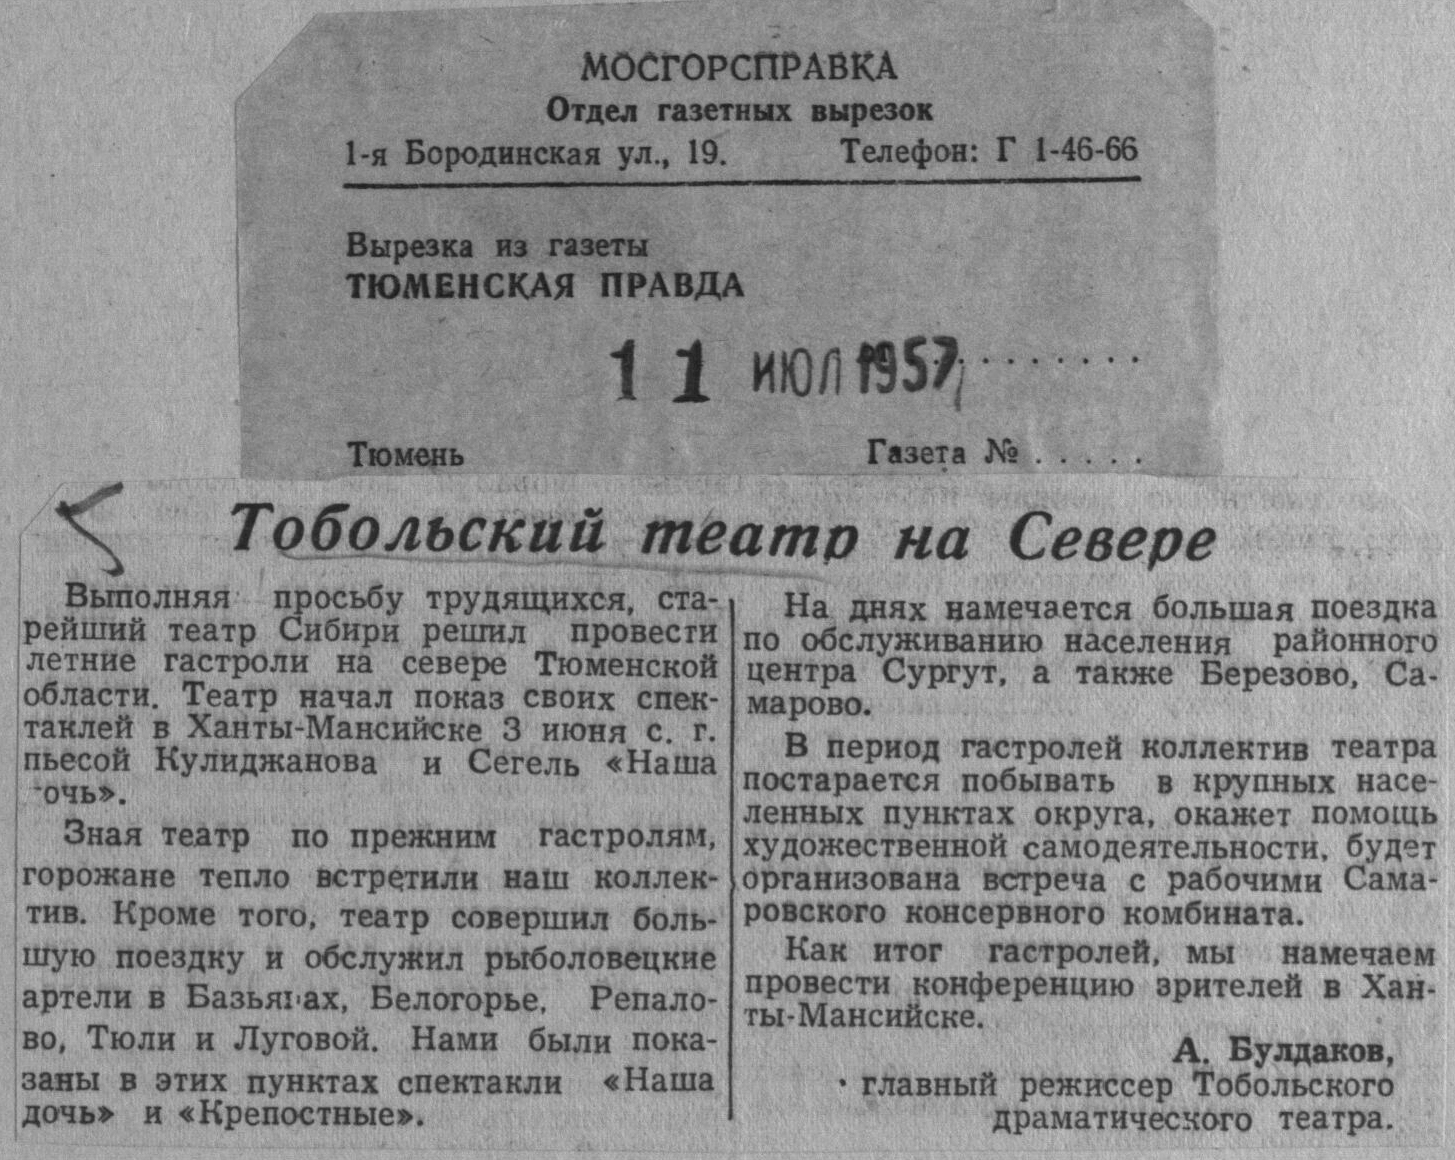 МОСГОРСПРАВКА
Отдел газетных вырезок
1-я Бородинская ул., 19. Телефон: Г 1-46-66
Вырезка из газеты
ТЮМЕНСКАЯ ПРАВДА
11 ИЮЛ 1957
Тюмень Газета № . . . . .
Тобольский театр на Севере
Выполняя просьбу трудящихся, ста-
рейший театр Сибири решил провести
летние гастроли на севере Тюменской
области. Театр начал показ своих спек-
таклей в Ханты-Мансийске 3 июня с. г.
пьесой Кулиджанова и Сегель «Наша
очь».
Зная театр по прежним гастролям,
горожане тепло встретили наш коллек-
тив. Кроме того, театр совершил боль-
шую поездку и обслужил рыболовецкие
артели в Базьянах, Белогорье, Репало-
во, Тюли и Луговой. Нами были пока-
заны в этих пунктах спектакли «Наша
дочь» и «Крепостные».
На днях намечается большая поездка
по обслуживанию населения районного
центра Сургут, а также Березово, Са-
марово.
В период гастролей коллектив театра
постарается побывать в крупных насе-
ленных пунктах округа, окажет помощь
художественной самодеятельности, будет
организована встреча с рабочими Сама-
ровского консервного комбината.
Как итог гастролей, мы намечаем
провести конференцию зрителей в Хан-
ты-Мансийске.
А. Булдаков,
главный режиссер Тобольского
драматического театра.